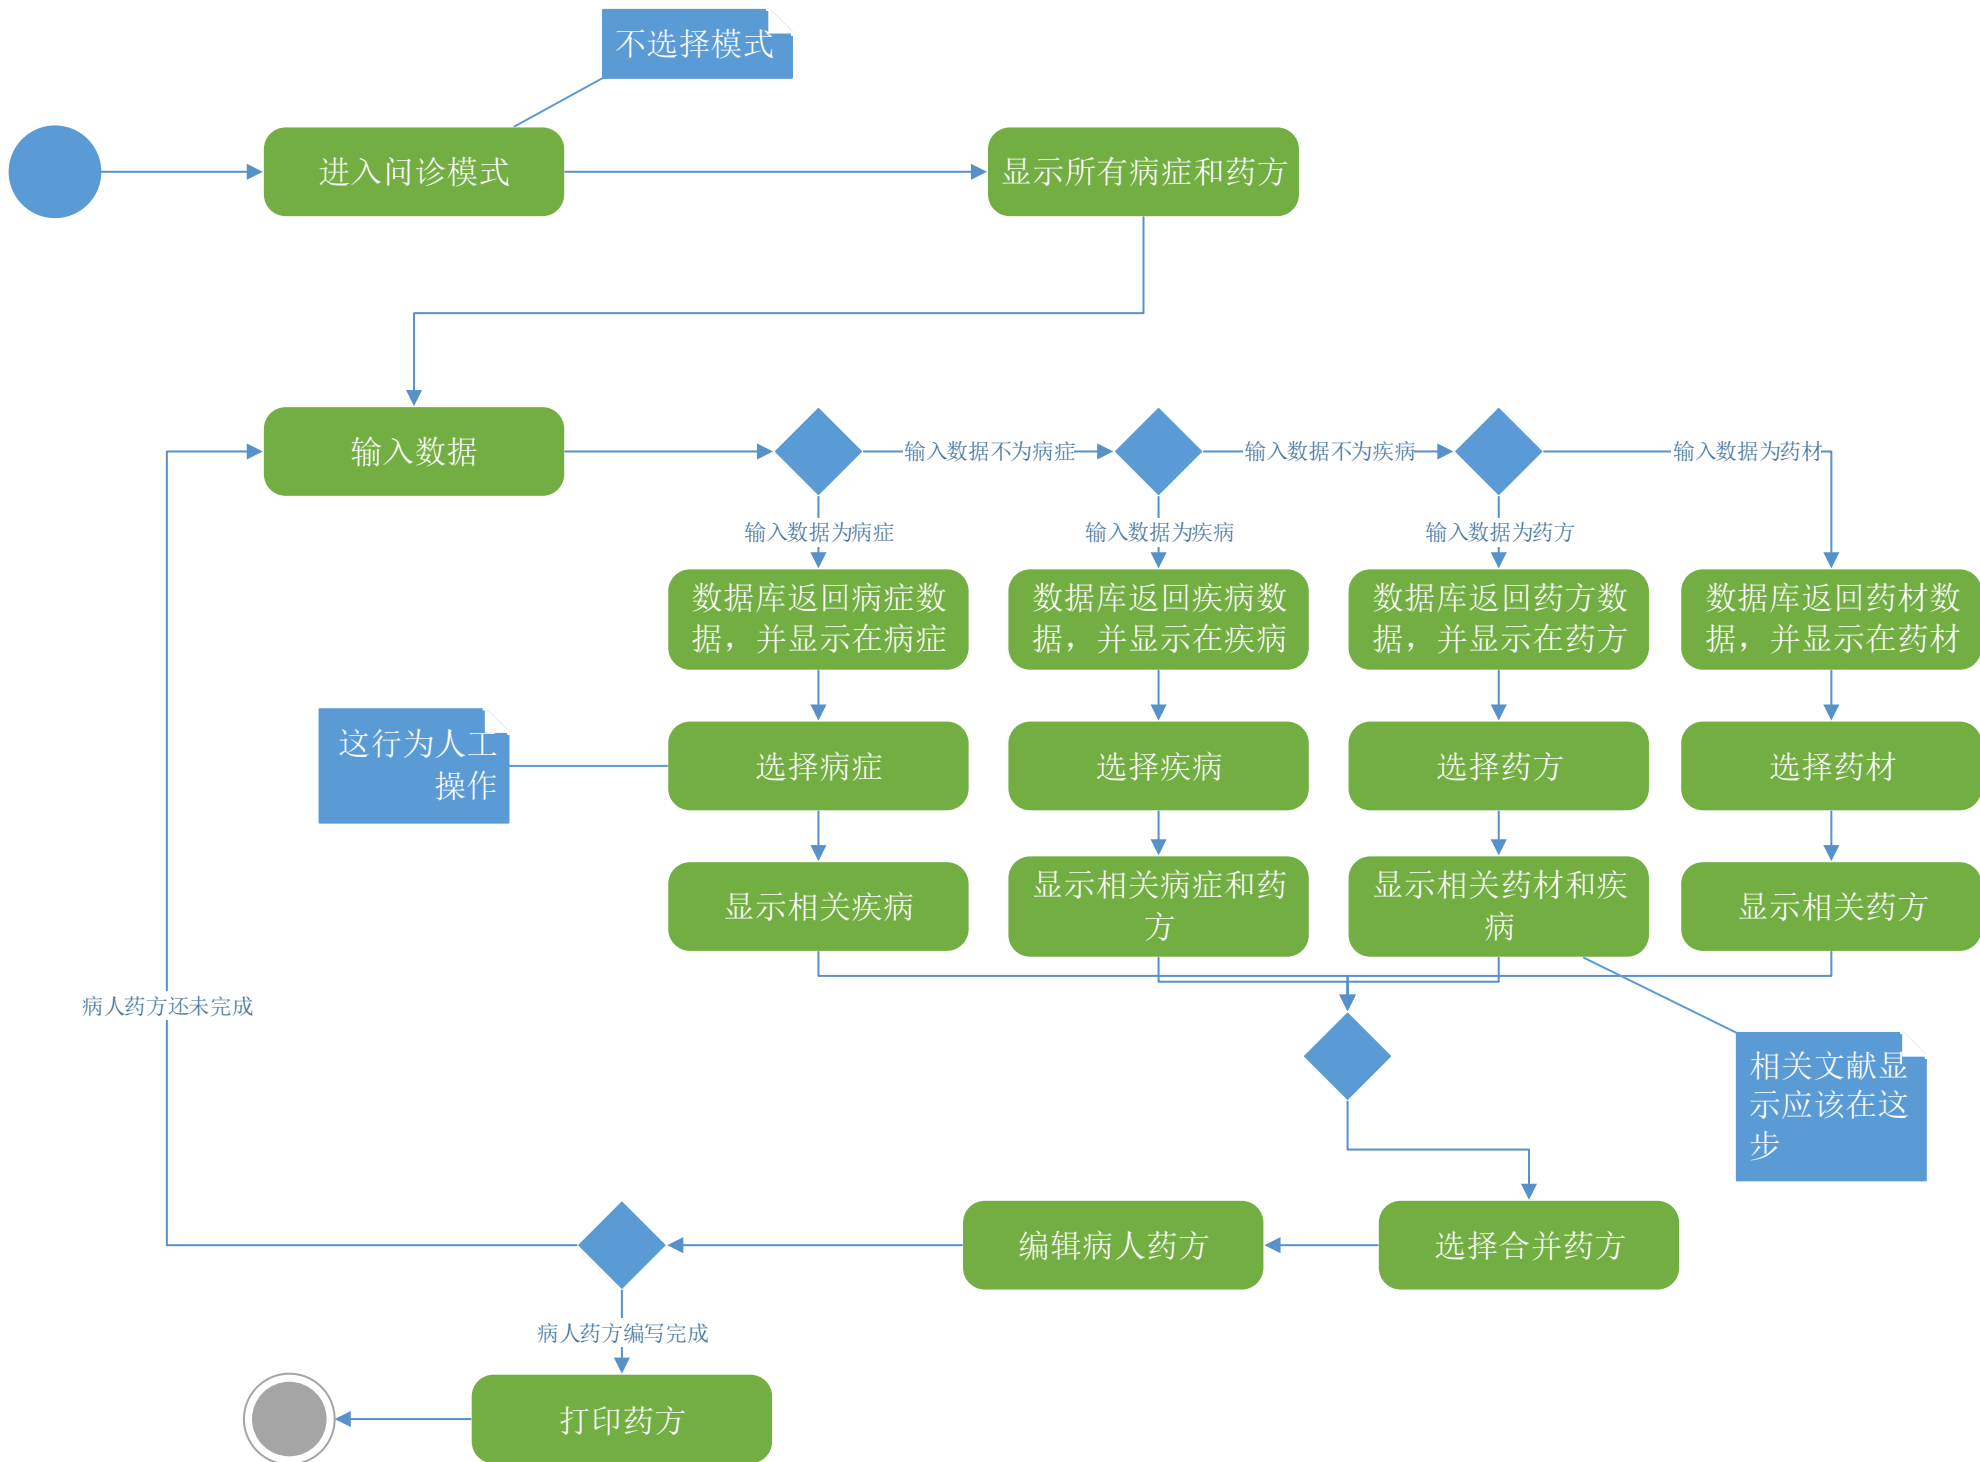 不选择模式
进入问诊模式
显示所有病症和药方
输入数据
输入数据不为病症
输入数据不为疾病
输入数据为药材
输入数据为病症
输入数据为疾病
输入数据为药方
数据库返回病症数
据，并显示在病症
数据库返回疾病数
据，并显示在疾病
数据库返回药方数
据，并显示在药方
数据库返回药材数
据，并显示在药材
这行为人工
操作
选择病症
选择疾病
选择药方
选择药材
显示相关疾病
显示相关病症和药
方
显示相关药材和疾
病
显示相关药方
病人药方还未完成
相关文献显
示应该在这
步
编辑病人药方
选择合并药方
病人药方编写完成
打印药方